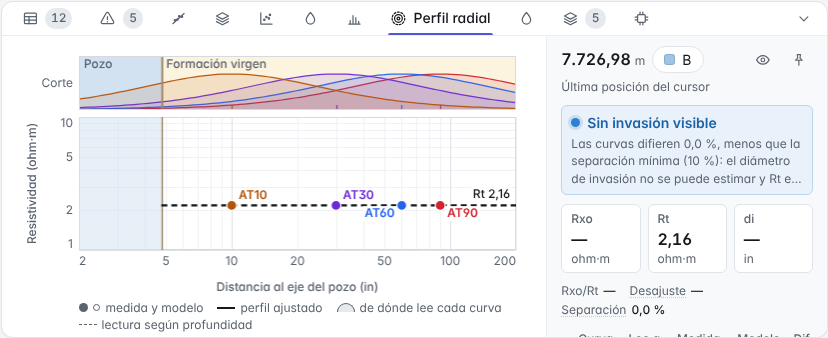 12
5
Perfil radial
5
Pozo
Formación virgen
Corte
Resistividad (ohm·m)
10
5
2
1
AT10
AT30
AT60
AT90
Rt 2,16
2
5
10
20
50
100
200
Distancia al eje del pozo (in)
medida y modelo
perfil ajustado
de dónde lee cada curva
lectura según profundidad
7.726,98 m
B
Última posición del cursor
Sin invasión visible
Las curvas difieren 0,0 %, menos que la
separación mínima (10 %): el diámetro
de invasión no se puede estimar y Rt e...
Rxo
—
ohm·m
Rt
2,16
ohm·m
di
—
in
Rxo/Rt — Desajuste —
Separación 0,0 %